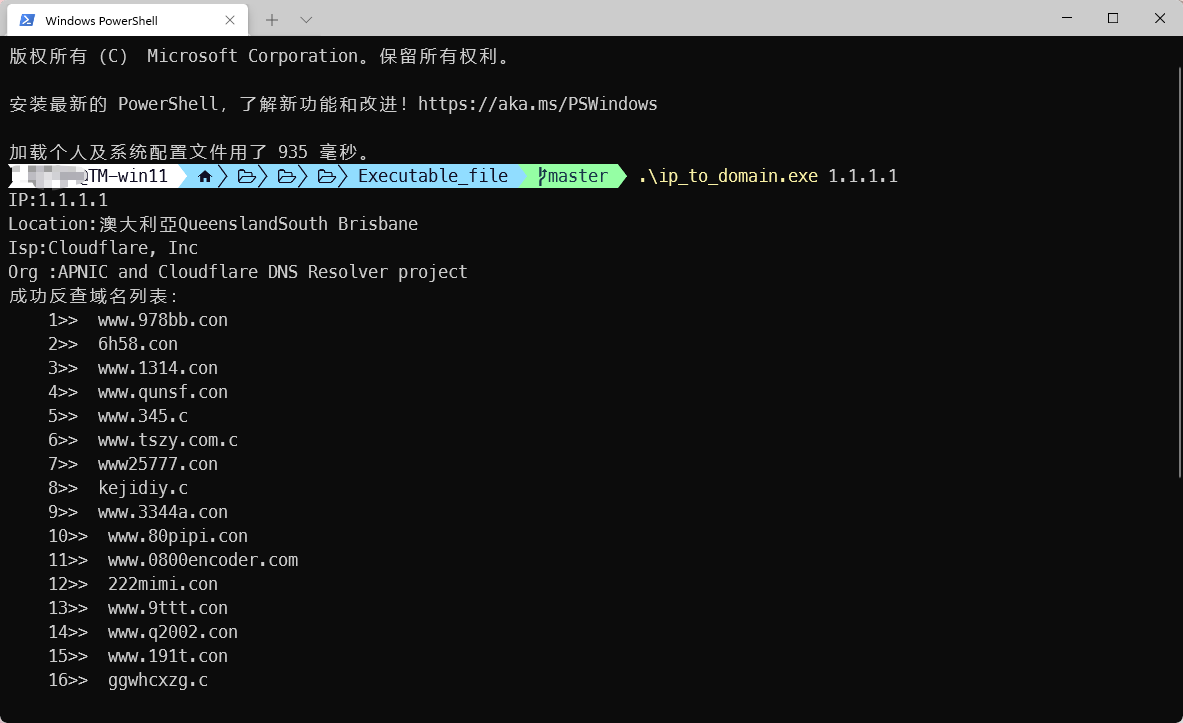 Windows PowerShell
版权所有 (C)  Microsoft Corporation。保留所有权利。
安装最新的 PowerShell，了解新功能和改进！https://aka.ms/PSWindows
加载个人及系统配置文件用了 935 毫秒。
@TM-win11 Executable_file master .\ip_to_domain.exe 1.1.1.1
IP:1.1.1.1
Location:澳大利亞QueenslandSouth Brisbane
Isp:Cloudflare, Inc
Org :APNIC and Cloudflare DNS Resolver project
成功反查域名列表:
1>>  www.978bb.con
2>>  6h58.con
3>>  www.1314.con
4>>  www.qunsf.con
5>>  www.345.c
6>>  www.tszy.com.c
7>>  www25777.con
8>>  kejidiy.c
9>>  www.3344a.con
10>>  www.80pipi.con
11>>  www.0800encoder.com
12>>  222mimi.con
13>>  www.9ttt.con
14>>  www.q2002.con
15>>  www.191t.con
16>>  ggwhcxzg.c